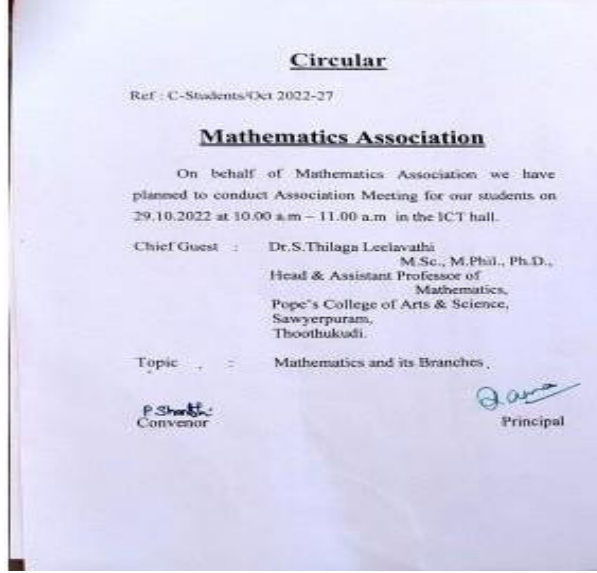 Circular
Ref : C-Students/Oct 2022-27
Mathematics Association
On behalf of Mathematics Association we have
planned to conduct Association Meeting for our students on
29.10.2022 at 10.00 a.m – 11.00 a.m in the ICT hall.
Chief Guest : Dr.S.Thilaga Leelavathi
M.Sc., M.Phil., Ph.D.,
Head & Assistant Professor of
Mathematics,
Pope's College of Arts & Science,
Sawyerpuram,
Thoothukudi.
Topic : Mathematics and its Branches
Convenor
Principal